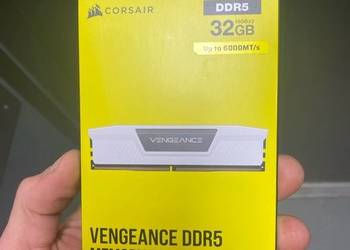 CORSAIR
DDR5
32GB
Up to 6000MT/s
VENGEANCE
VENGEANCE DDR5